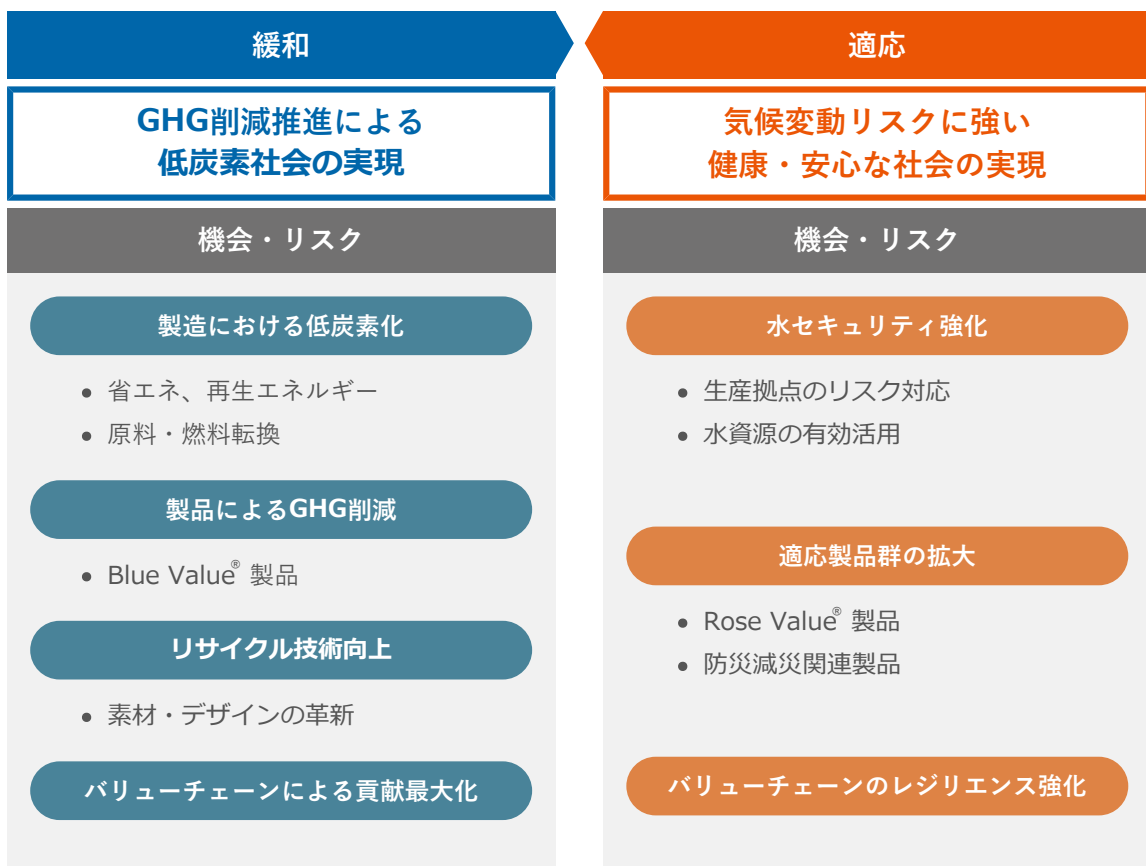 緩和
GHG削減推進による
低炭素社会の実現
機会・リスク
製造における低炭素化
● 省エネ、再生エネルギー
● 原料・燃料転換
製品によるGHG削減
● Blue Value® 製品
リサイクル技術向上
● 素材・デザインの革新
バリューチェーンによる貢献最大化
適応
気候変動リスクに強い
健康・安心な社会の実現
機会・リスク
水セキュリティ強化
● 生産拠点のリスク対応
● 水資源の有効活用
適応製品群の拡大
● Rose Value® 製品
● 防災減災関連製品
バリューチェーンのレジリエンス強化